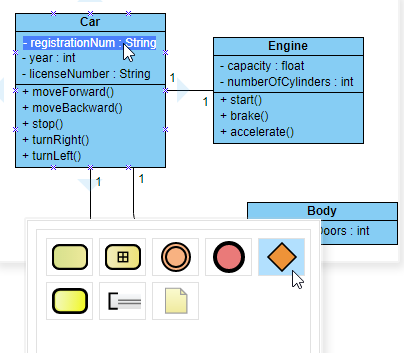 Car
- registrationNum : String
- year : int
- licenseNumber : String
+ moveForward()
+ moveBackward()
+ stop()
+ turnRight()
+ turnLeft()
1
1
Engine
- capacity : float
- numberOfCylinders : int
+ start()
+ brake()
+ accelerate()
1
1
Body
: int